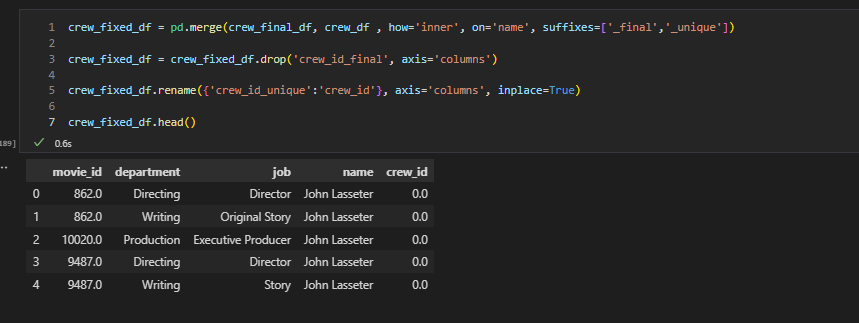 1 crew_fixed_df = pd.merge(crew_final_df, crew_df , how='inner', on='name', suffixes=['_final','_unique'])
2
3 crew_fixed_df = crew_fixed_df.drop('crew_id_final', axis='columns')
4
5 crew_fixed_df.rename({'crew_id_unique':'crew_id'}, axis='columns', inplace=True)
6
7 crew_fixed_df.head()
189] 0.6s
movie_id department job name crew_id
0 862.0 Directing Director John Lasseter 0.0
1 862.0 Writing Original Story John Lasseter 0.0
2 10020.0 Production Executive Producer John Lasseter 0.0
3 9487.0 Directing Director John Lasseter 0.0
4 9487.0 Writing Story John Lasseter 0.0